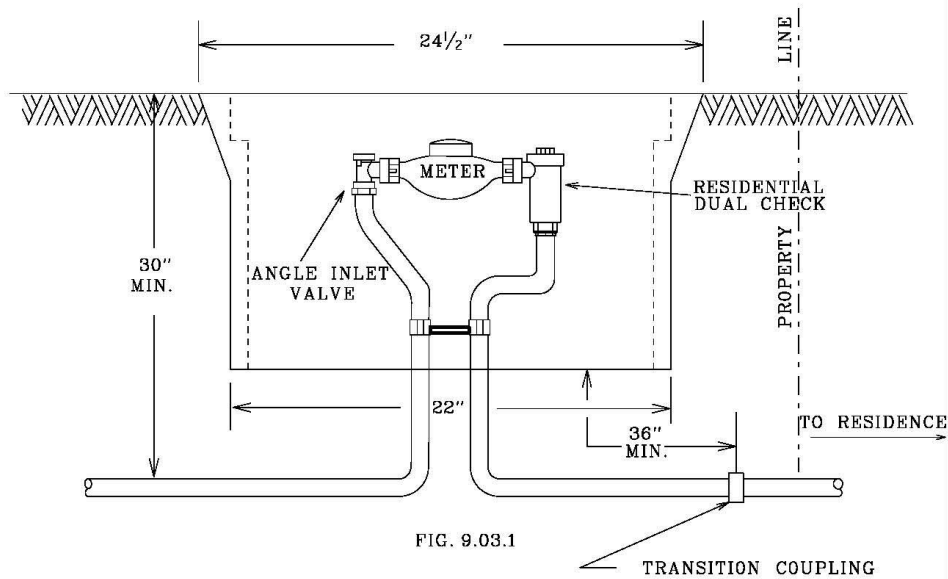 24½"
LINE
METER
RESIDENTIAL
DUAL CHECK
30"
MIN.
ANGLE INLET
VALVE
PROPERTY
22"
36"
MIN.
TO RESIDENCE
FIG. 9.03.1
TRANSITION COUPLING